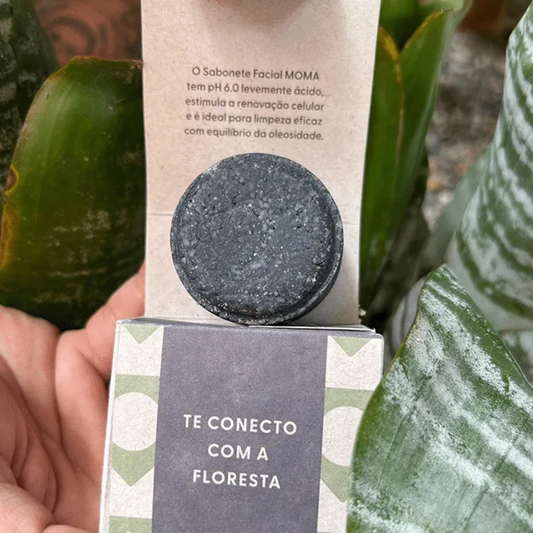 O Sabonete Facial MOMA
tem pH 6.0 levemente ácido,
estimula a renovação celular
e é ideal para limpeza eficaz
com equilíbrio da oleosidade.
TE CONECTO
COM A
FLORESTA